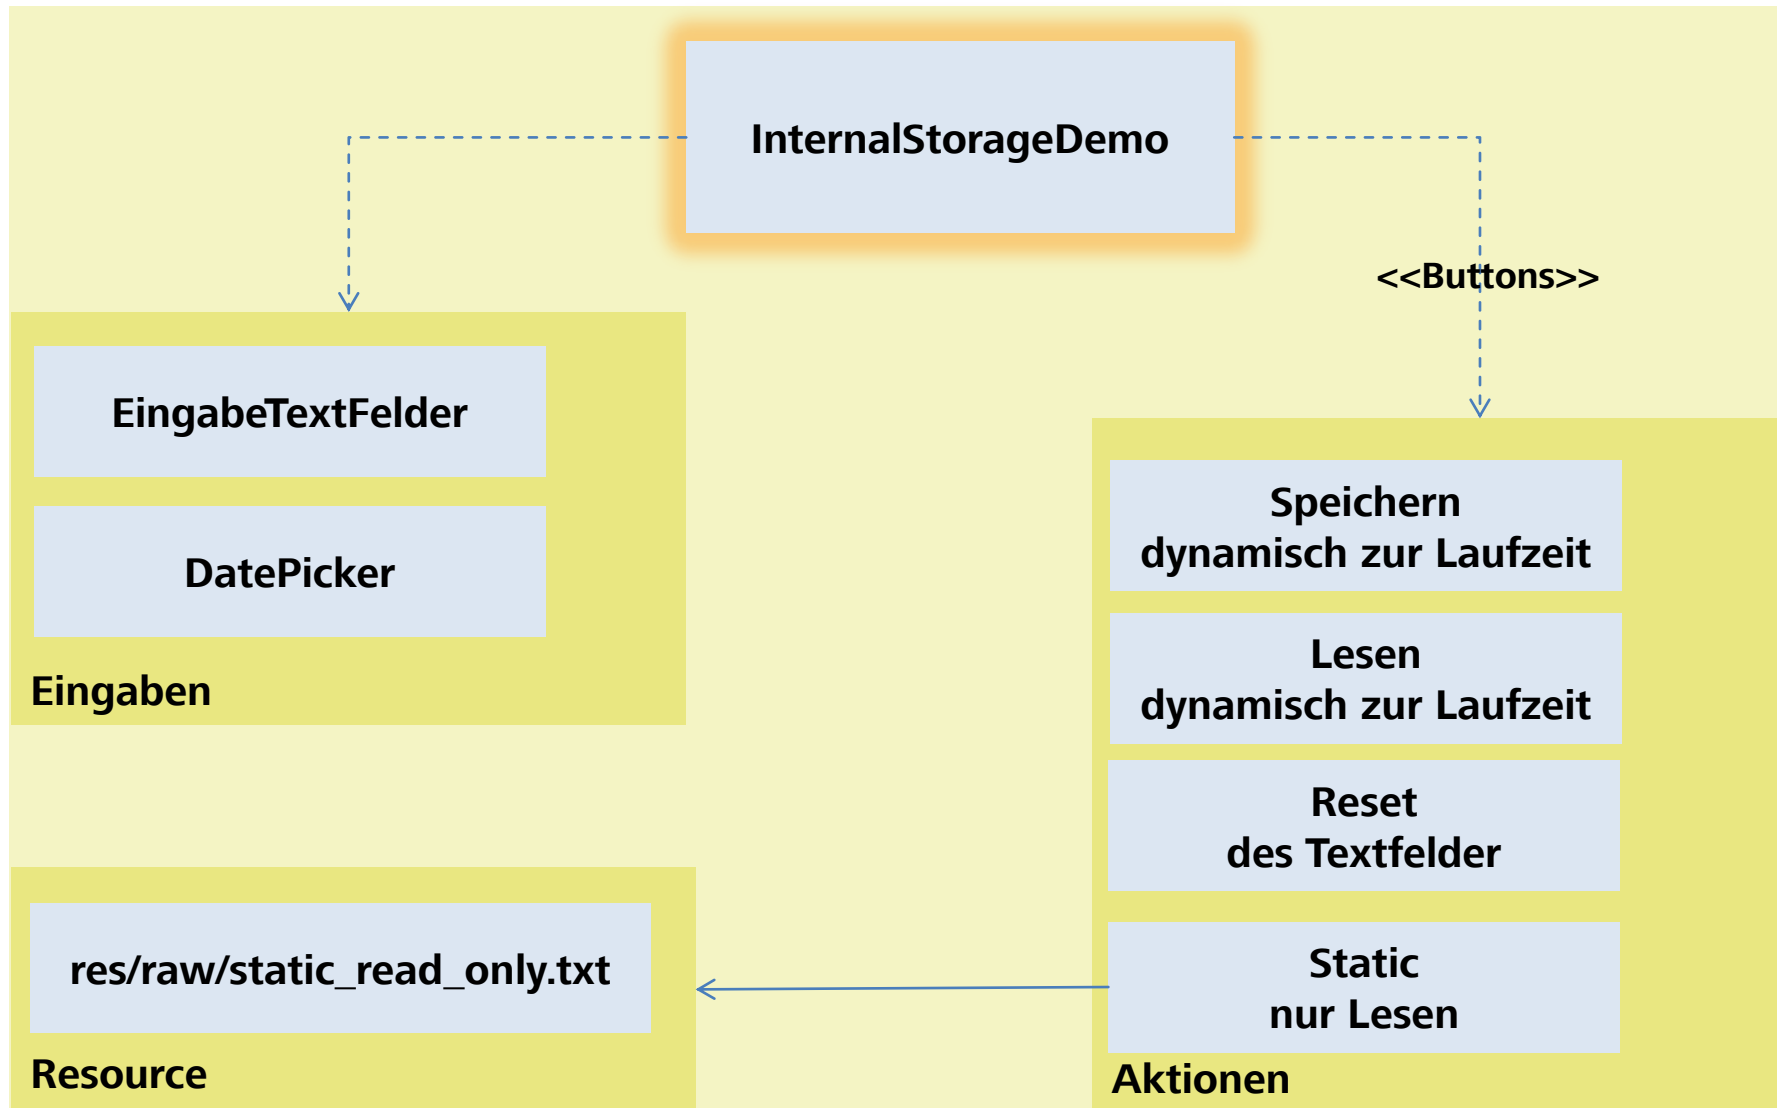 InternalStorageDemo
<<Buttons>>
EingabeTextFelder
DatePicker
Eingaben
Speichern
dynamisch zur Laufzeit
Lesen
dynamisch zur Laufzeit
Reset
des Textfelder
Static
nur Lesen
Aktionen
res/raw/static_read_only.txt
Resource